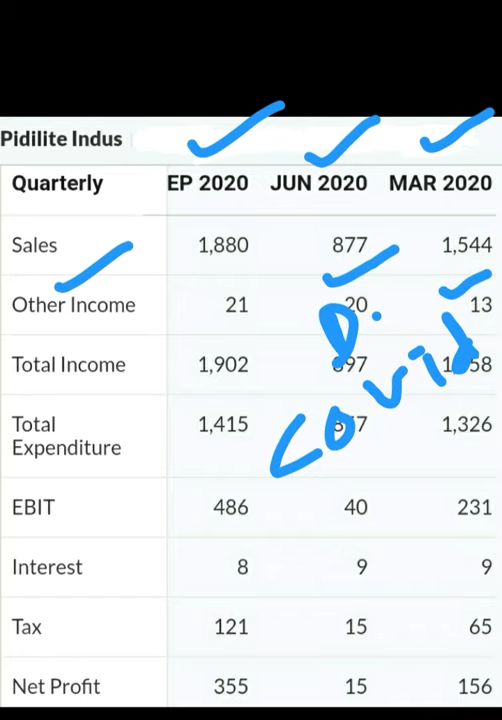 Pidilite Indus
Quarterly EP 2020 JUN 2020 MAR 2020
Sales 1,880 877 1,544
Other Income 21 20 13
D.
Total Income 1,902 897
Covid
Total Expenditure 1,415 1,326
EBIT 486 40 231
Interest 8 9 9
Tax 121 15 65
Net Profit 355 15 156